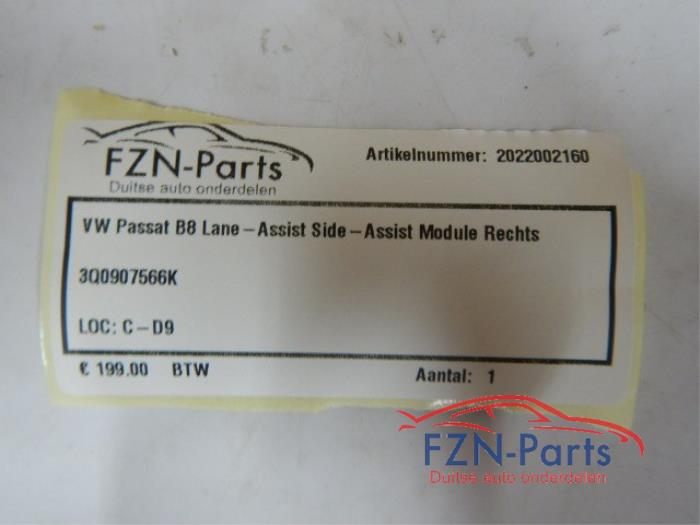 FZN-Parts
Duitse auto onderdelen
Artikelnummer: 2022002160
VW Passat B8 Lane-Assist Side-Assist Module Rechts
3Q0907566K
LOC: C-D9
€ 199.00 BTW
Aantal: 1
FZN-Parts
Duitse auto onderdelen